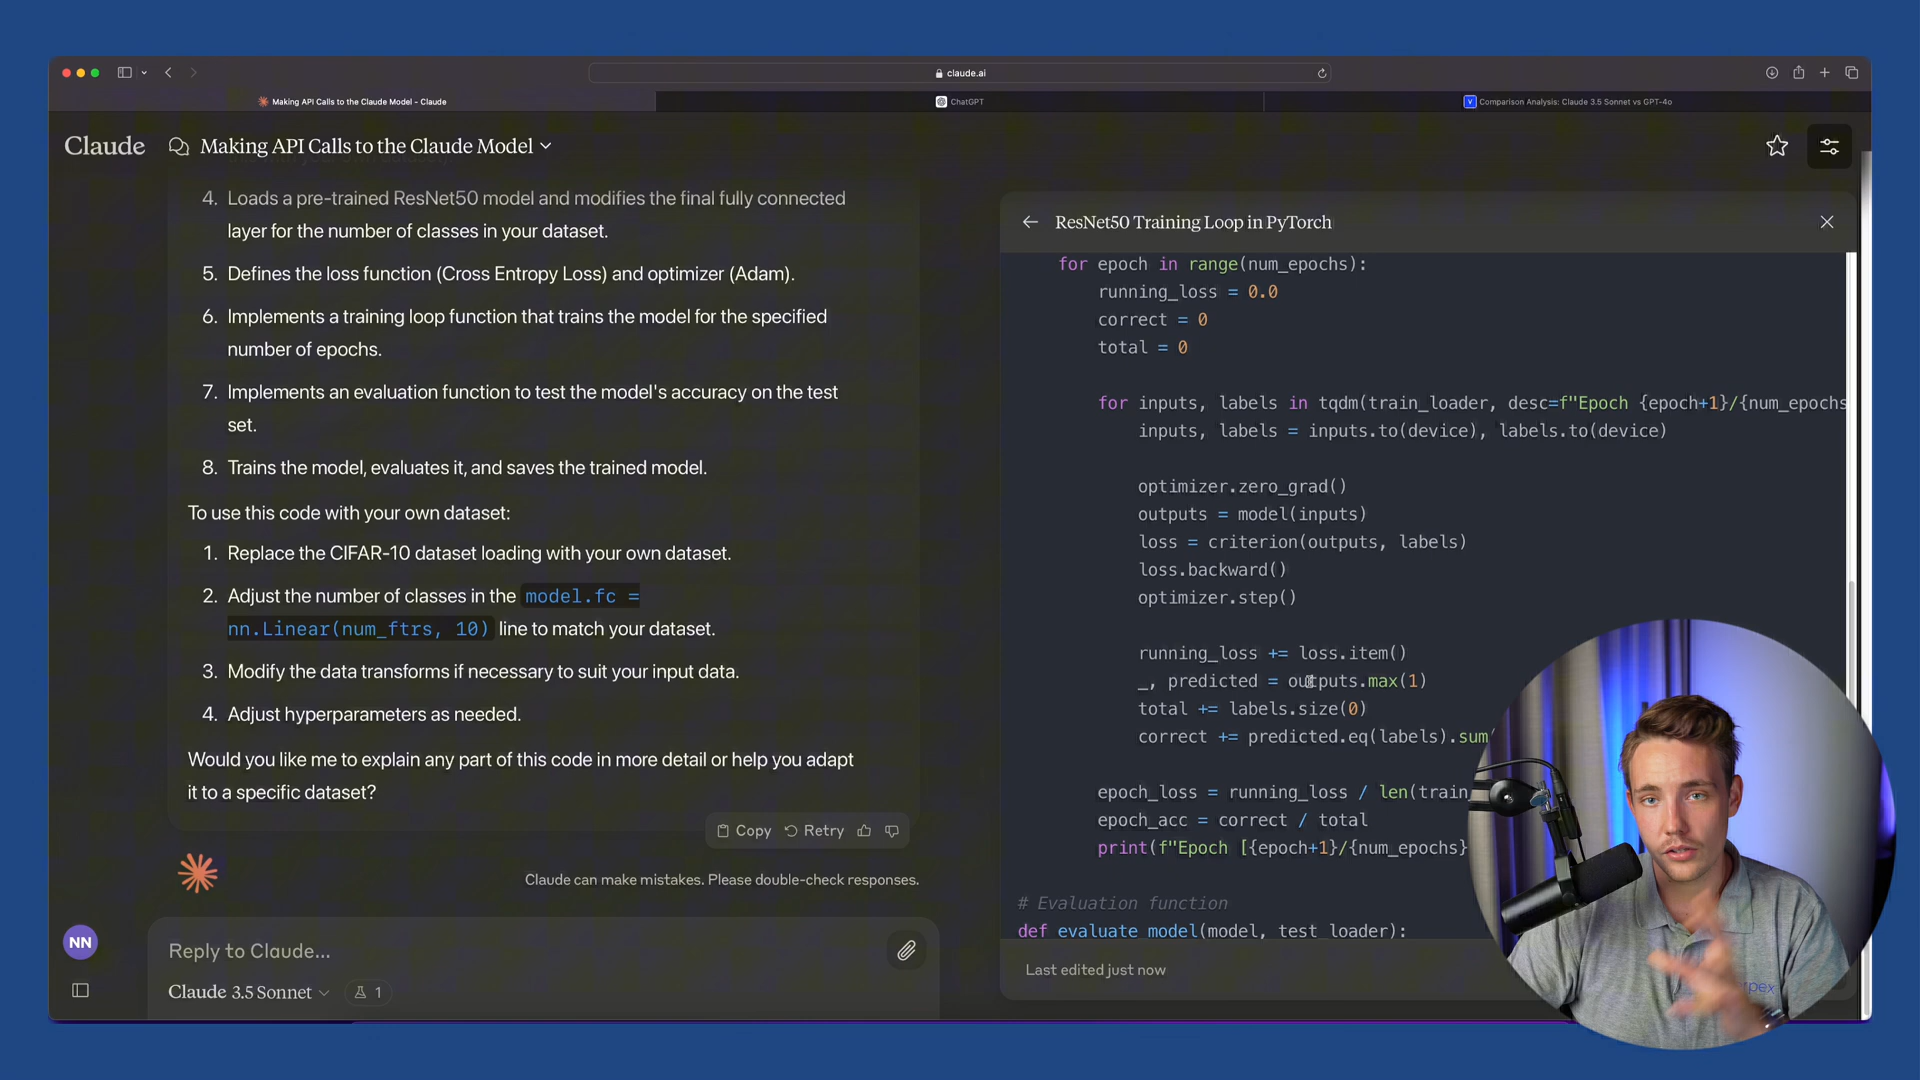 claude.ai
Making API Calls to the Claude Model - Claude
ChatGPT
V
Comparison Analysis: Claude 3.5 Sonnet vs GPT-4o
Claude
Making API Calls to the Claude Model
4. Loads a pre-trained ResNet50 model and modifies the final fully connected
layer for the number of classes in your dataset.
5. Defines the loss function (Cross Entropy Loss) and optimizer (Adam).
6. Implements a training loop function that trains the model for the specified
number of epochs.
7. Implements an evaluation function to test the model's accuracy on the test
set.
8. Trains the model, evaluates it, and saves the trained model.
To use this code with your own dataset:
1. Replace the CIFAR-10 dataset loading with your own dataset.
2. Adjust the number of classes in the model.fc =
nn.Linear(num_ftrs, 10) line to match your dataset.
3. Modify the data transforms if necessary to suit your input data.
4. Adjust hyperparameters as needed.
Would you like me to explain any part of this code in more detail or help you adapt
it to a specific dataset?
Copy Retry
Claude can make mistakes. Please double-check responses.
NN
Reply to Claude...
Claude 3.5 Sonnet 1
ResNet50 Training Loop in PyTorch
for epoch in range(num_epochs):
running_loss = 0.0
correct = 0
total = 0
for inputs, labels in tqdm(train_loader, desc=f"Epoch {epoch+1}/{num_epochs
inputs, labels = inputs.to(device), labels.to(device)
optimizer.zero_grad()
outputs = model(inputs)
loss = criterion(outputs, labels)
loss.backward()
optimizer.step()
running_loss += loss.item()
_, predicted = outputs.max(1)
total += labels.size(0)
correct += predicted.eq(labels).sum(
epoch_loss = running_loss / len(train
epoch_acc = correct / total
print(f"Epoch [{epoch+1}/{num_epochs}
# Evaluation function
def evaluate_model(model, test_loader):
Last edited just now